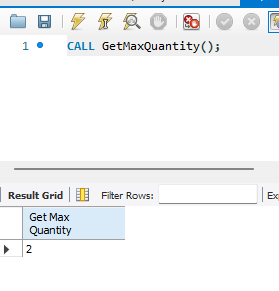 1 CALL GetMaxQuantity();
Result Grid Filter Rows:
Get Max
Quantity
2